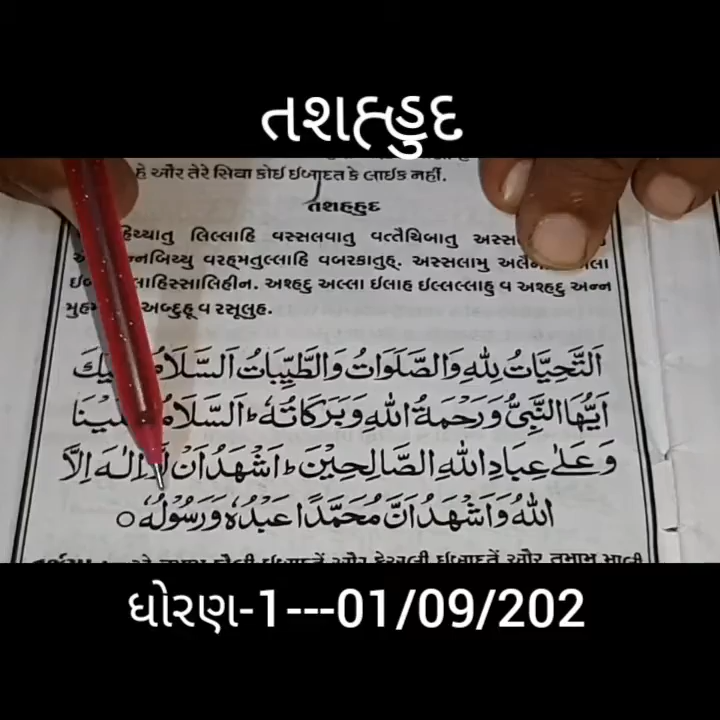 તશહ્હુદ
હે ઔર તેરે સિવા કોઈ ઇબાદત કે લાઈક નહીં.
તશહહુદ
લિલ્લાહિ વસ્સલવાતુ વત્તૈયિબાતુ
વરહમતુલ્લાહિ વબરકાતુહૂ. અસ્સલામુ
અશ્હદુ અલ્લા ઇલાહ ઇલ્લલ્લાહુ વ અશ્હદુ અન્ન
અબ્દુહૂ વ રસૂલુહુ.
اَلتَّحِيَّاتُ لِلّٰهِ وَالصَّلَوَاتُ وَالطَّيِّبَاتُ اَلسَّلَامُ
اَيُّهَا النَّبِىُّ وَرَحْمَةُ اللّٰهِ وَبَرَكَاتُهٗ ؕ اَلسَّلَامُ
وَعَلٰى عِبَادِ اللّٰهِ الصَّالِحِيْنَ ؕ اَشْهَدُ اَنْ لَّا اِلٰهَ اِلَّا
اللّٰهُ وَاَشْهَدُ اَنَّ مُحَمَّدًا عَبْدُهٗ وَرَسُوْلُهٗ ○
ધોરણ-1---01/09/202